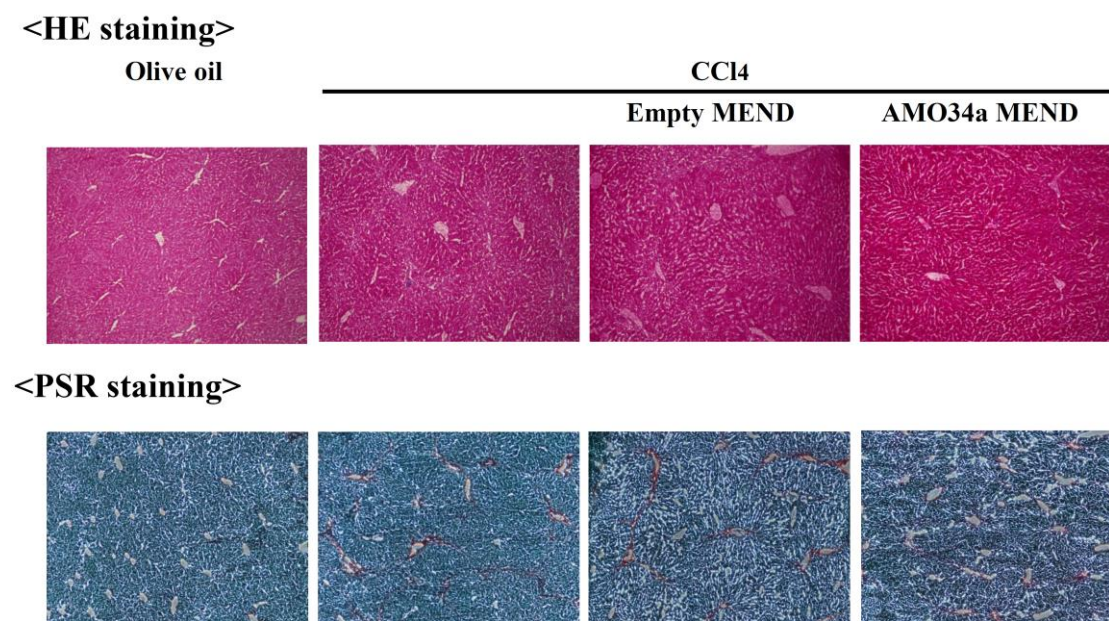 <HE staining>
Olive oil
CCl4
Empty MEND
AMO34a MEND
<PSR staining>